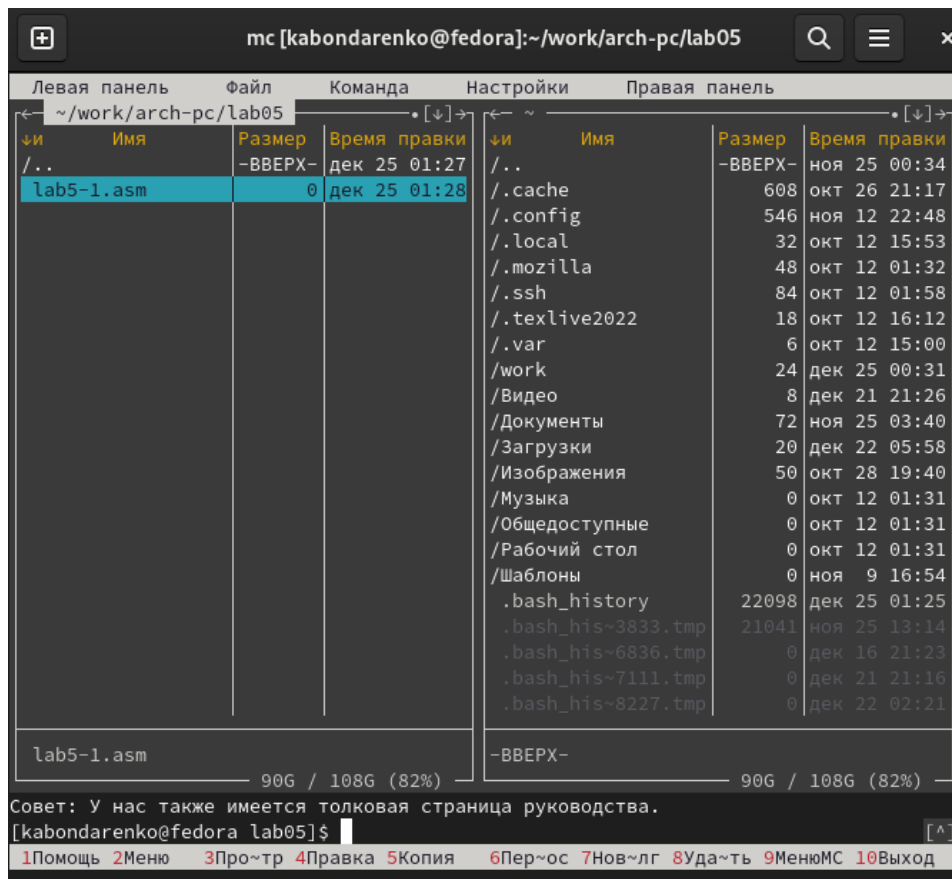 mc [kabondarenko@fedora]:~/work/arch-pc/lab05
Левая панель Файл Команда Настройки Правая панель
~/work/arch-pc/lab05 [↓] ~ [↓]
↓и Имя Размер Время правки ↓и Имя Размер Время правки
/.. -ВВЕРХ- дек 25 01:27 /.. -ВВЕРХ- ноя 25 00:34
lab5-1.asm 0 дек 25 01:28 /.cache 608 окт 26 21:17
/.config 546 ноя 12 22:48
/.local 32 окт 12 15:53
/.mozilla 48 окт 12 01:32
/.ssh 84 окт 12 01:58
/.texlive2022 18 окт 12 16:12
/.var 6 окт 12 15:00
/work 24 дек 25 00:31
/Видео 8 дек 21 21:26
/Документы 72 ноя 25 03:40
/Загрузки 20 дек 22 05:58
/Изображения 50 окт 28 19:40
/Музыка 0 окт 12 01:31
/Общедоступные 0 окт 12 01:31
/Рабочий стол 0 окт 12 01:31
/Шаблоны 0 ноя 9 16:54
.bash_history 22098 дек 25 01:25
.bash_his~3833.tmp 21041 ноя 25 13:14
.bash_his~6836.tmp 0 дек 16 21:23
.bash_his~7111.tmp 0 дек 21 21:16
.bash_his~8227.tmp 0 дек 22 02:21
lab5-1.asm -ВВЕРХ-
90G / 108G (82%) 90G / 108G (82%)
Совет: У нас также имеется толковая страница руководства.
[kabondarenko@fedora lab05]$ [^]
1Помощь 2Меню 3Про~тр 4Правка 5Копия 6Пер~ос 7Нов~лг 8Уда~ть 9МенюMC 10Выход